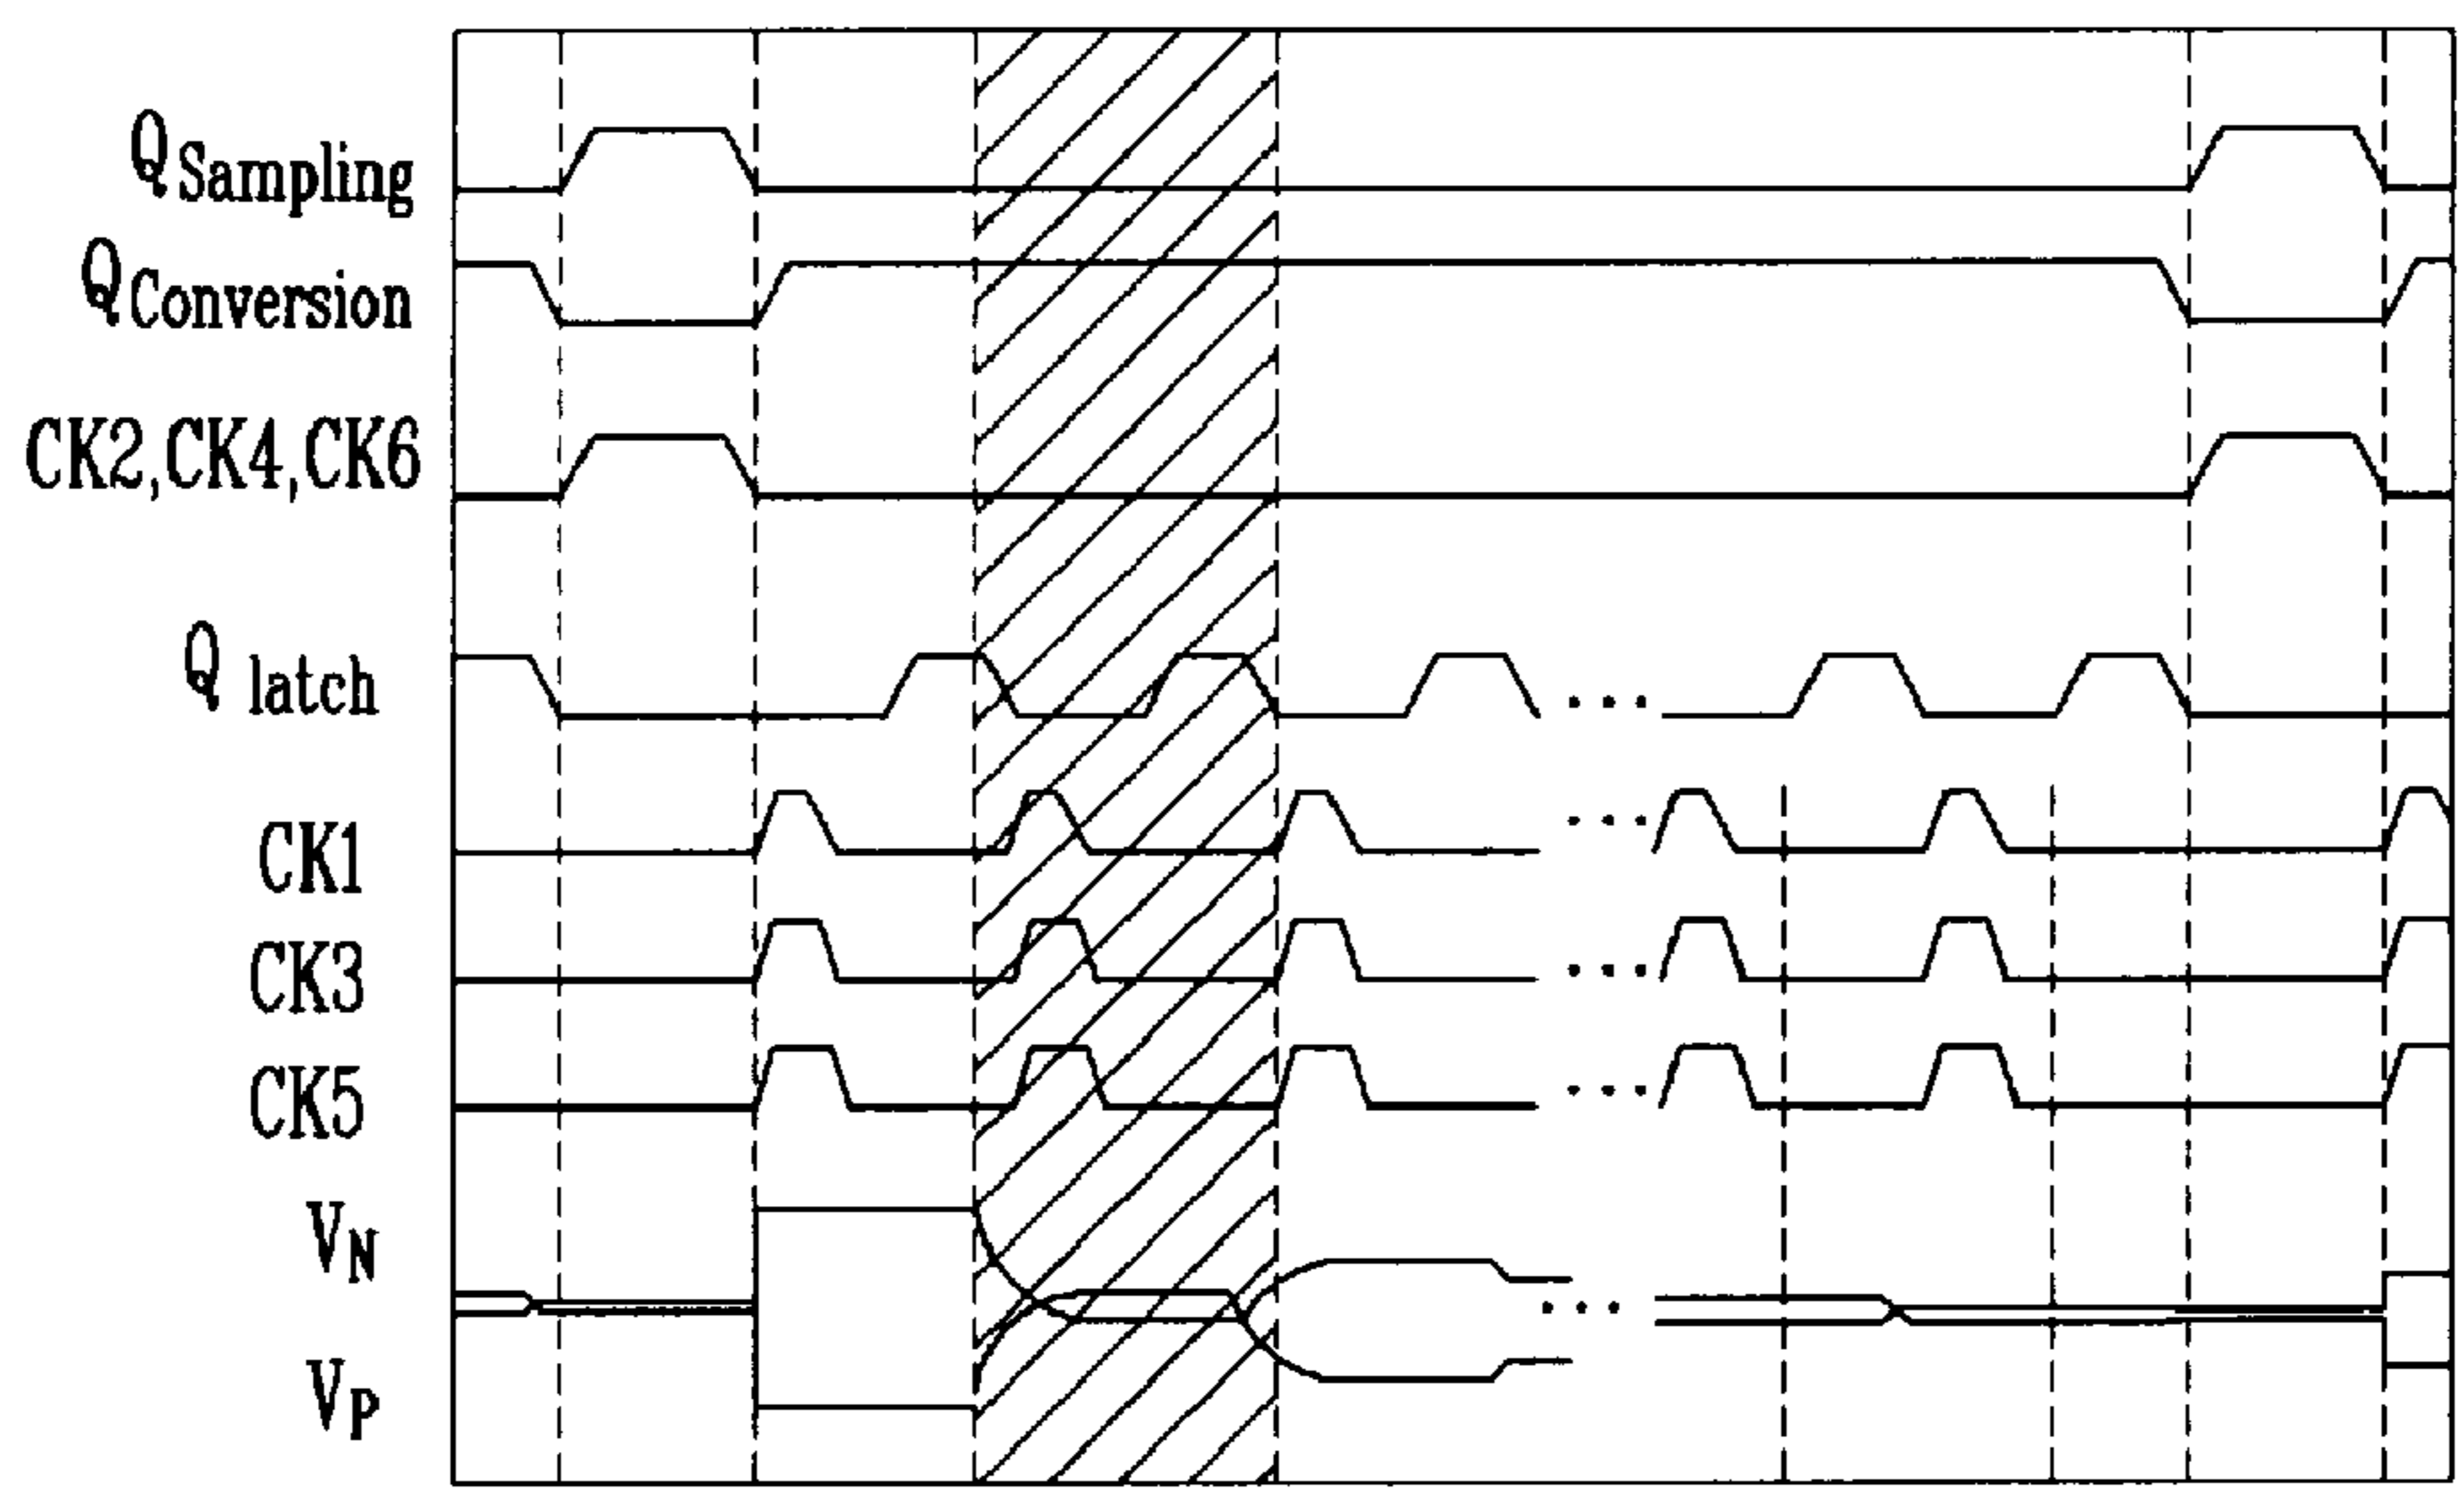 QSampling
QConversion
CK2,CK4,CK6
Q latch
CK1
CK3
CK5
VN
VP